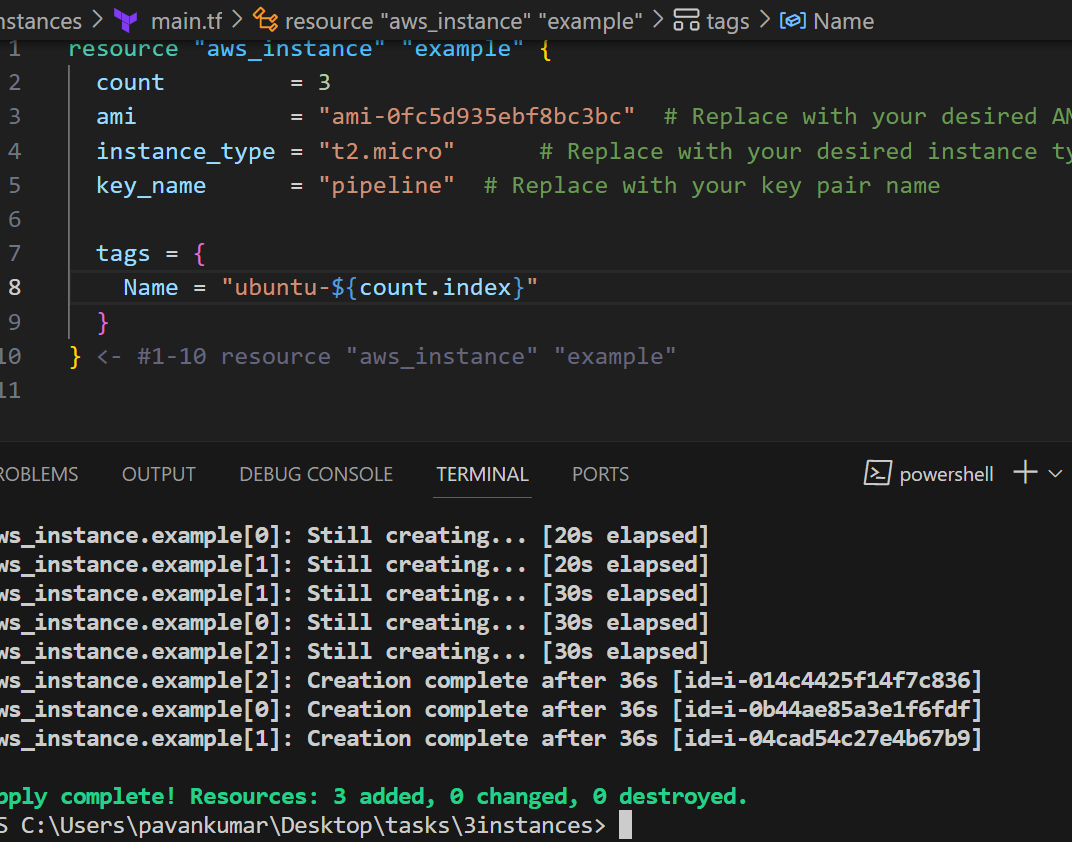 nstances > main.tf > resource "aws_instance" "example" > tags > Name
1 resource "aws_instance" "example" {
2 count = 3
3 ami = "ami-0fc5d935ebf8bc3bc" # Replace with your desired AM
4 instance_type = "t2.micro" # Replace with your desired instance ty
5 key_name = "pipeline" # Replace with your key pair name
6
7 tags = {
8 Name = "ubuntu-${count.index}"
9 }
10 } <- #1-10 resource "aws_instance" "example"
11
ROBLEMS OUTPUT DEBUG CONSOLE TERMINAL PORTS powershell
ws_instance.example[0]: Still creating... [20s elapsed]
ws_instance.example[1]: Still creating... [20s elapsed]
ws_instance.example[1]: Still creating... [30s elapsed]
ws_instance.example[0]: Still creating... [30s elapsed]
ws_instance.example[2]: Still creating... [30s elapsed]
ws_instance.example[2]: Creation complete after 36s [id=i-014c4425f14f7c836]
ws_instance.example[0]: Creation complete after 36s [id=i-0b44ae85a3e1f6fdf]
ws_instance.example[1]: Creation complete after 36s [id=i-04cad54c27e4b67b9]
pply complete! Resources: 3 added, 0 changed, 0 destroyed.
S C:\Users\pavankumar\Desktop\tasks\3instances>